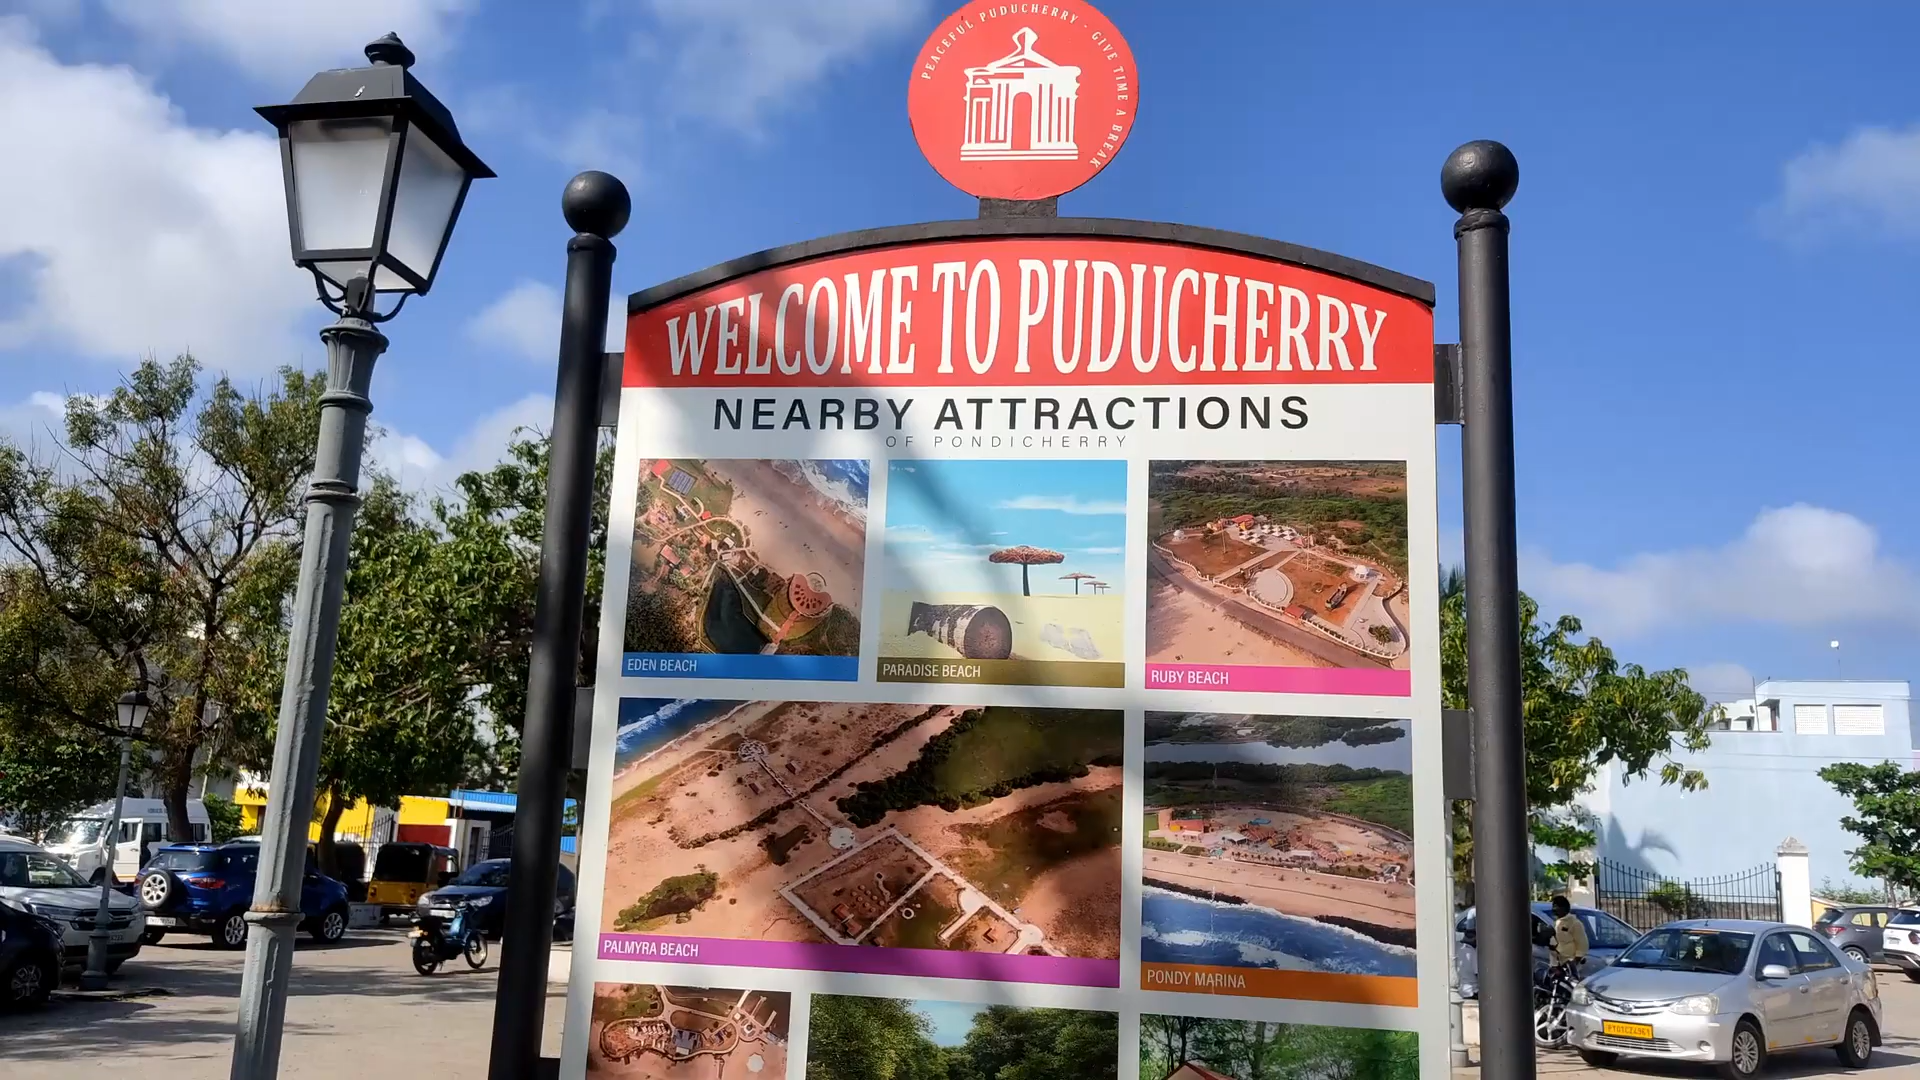 PEACEFUL PUDUCHERRY - GIVE TIME A BREAK
WELCOME TO PUDUCHERRY
NEARBY ATTRACTIONS
OF PONDICHERRY
EDEN BEACH
PARADISE BEACH
RUBY BEACH
PALMYRA BEACH
PONDY MARINA